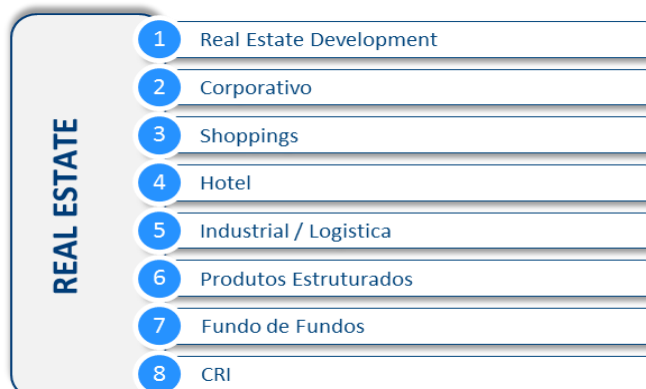 REAL ESTATE
1 Real Estate Development
2 Corporativo
3 Shoppings
4 Hotel
5 Industrial / Logistica
6 Produtos Estruturados
7 Fundo de Fundos
8 CRI